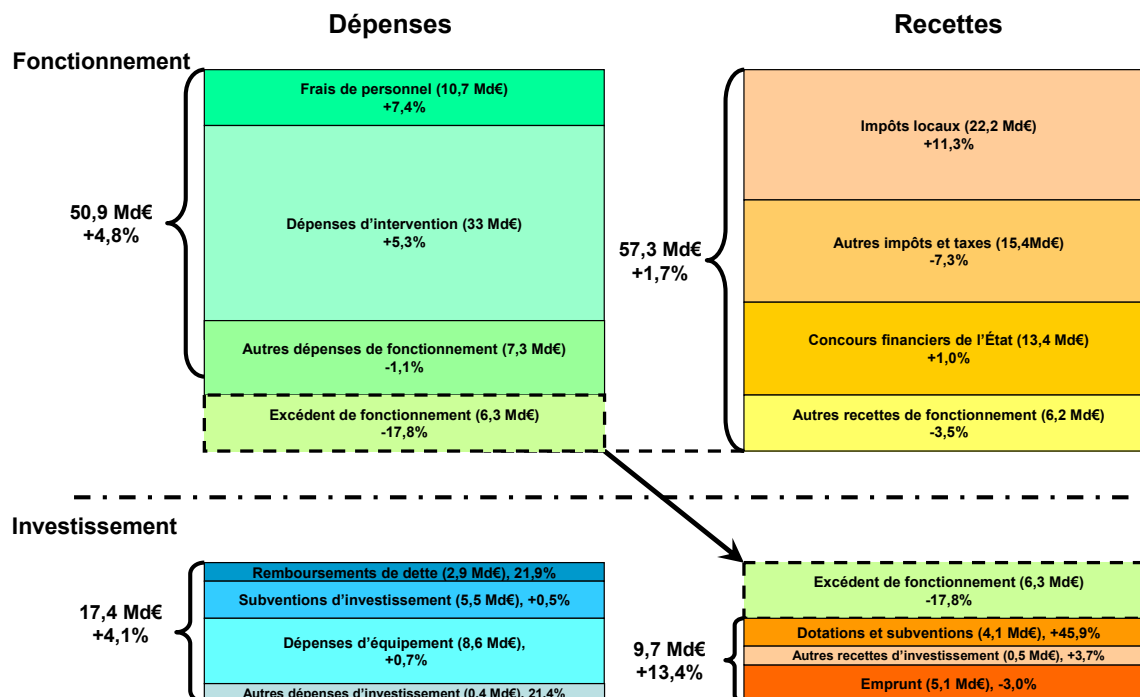 Dépenses
Recettes
Fonctionnement
Frais de personnel (10,7 Md€)
+7,4%
Dépenses d'intervention (33 Md€)
+5,3%
Autres dépenses de fonctionnement (7,3 Md€)
-1,1%
Excédent de fonctionnement (6,3 Md€)
-17,8%
50,9 Md€
+4,8%
Impôts locaux (22,2 Md€)
+11,3%
Autres impôts et taxes (15,4Md€)
-7,3%
Concours financiers de l'État (13,4 Md€)
+1,0%
Autres recettes de fonctionnement (6,2 Md€)
-3,5%
57,3 Md€
+1,7%
Investissement
Remboursements de dette (2,9 Md€), 21,9%
Subventions d'investissement (5,5 Md€), +0,5%
Dépenses d'équipement (8,6 Md€),
+0,7%
Autres dépenses d'investissement (0,4 Md€), 21,4%
17,4 Md€
+4,1%
Excédent de fonctionnement (6,3 Md€)
-17,8%
Dotations et subventions (4,1 Md€), +45,9%
Autres recettes d'investissement (0,5 Md€), +3,7%
Emprunt (5,1 Md€), -3,0%
9,7 Md€
+13,4%